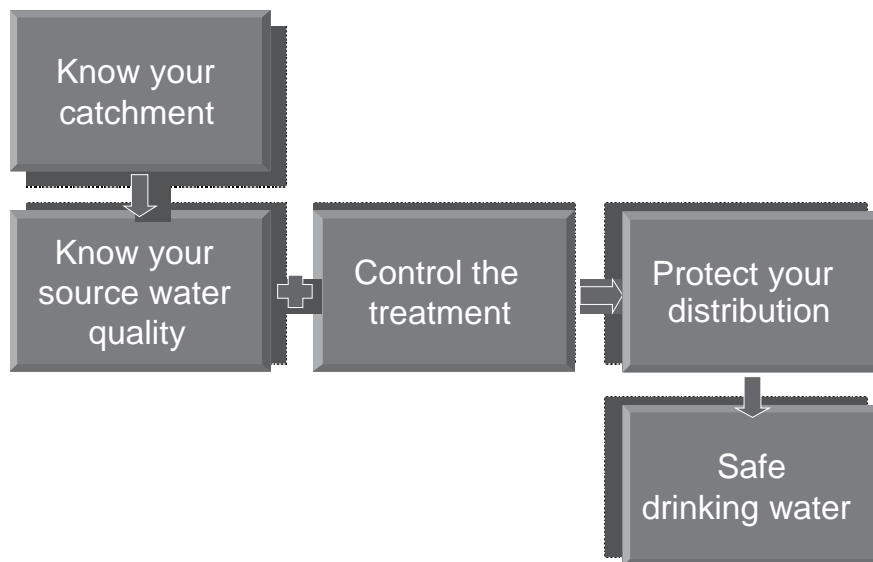 Know your
catchment
Know your
source water
quality
Control the
treatment
Protect your
distribution
Safe
drinking water